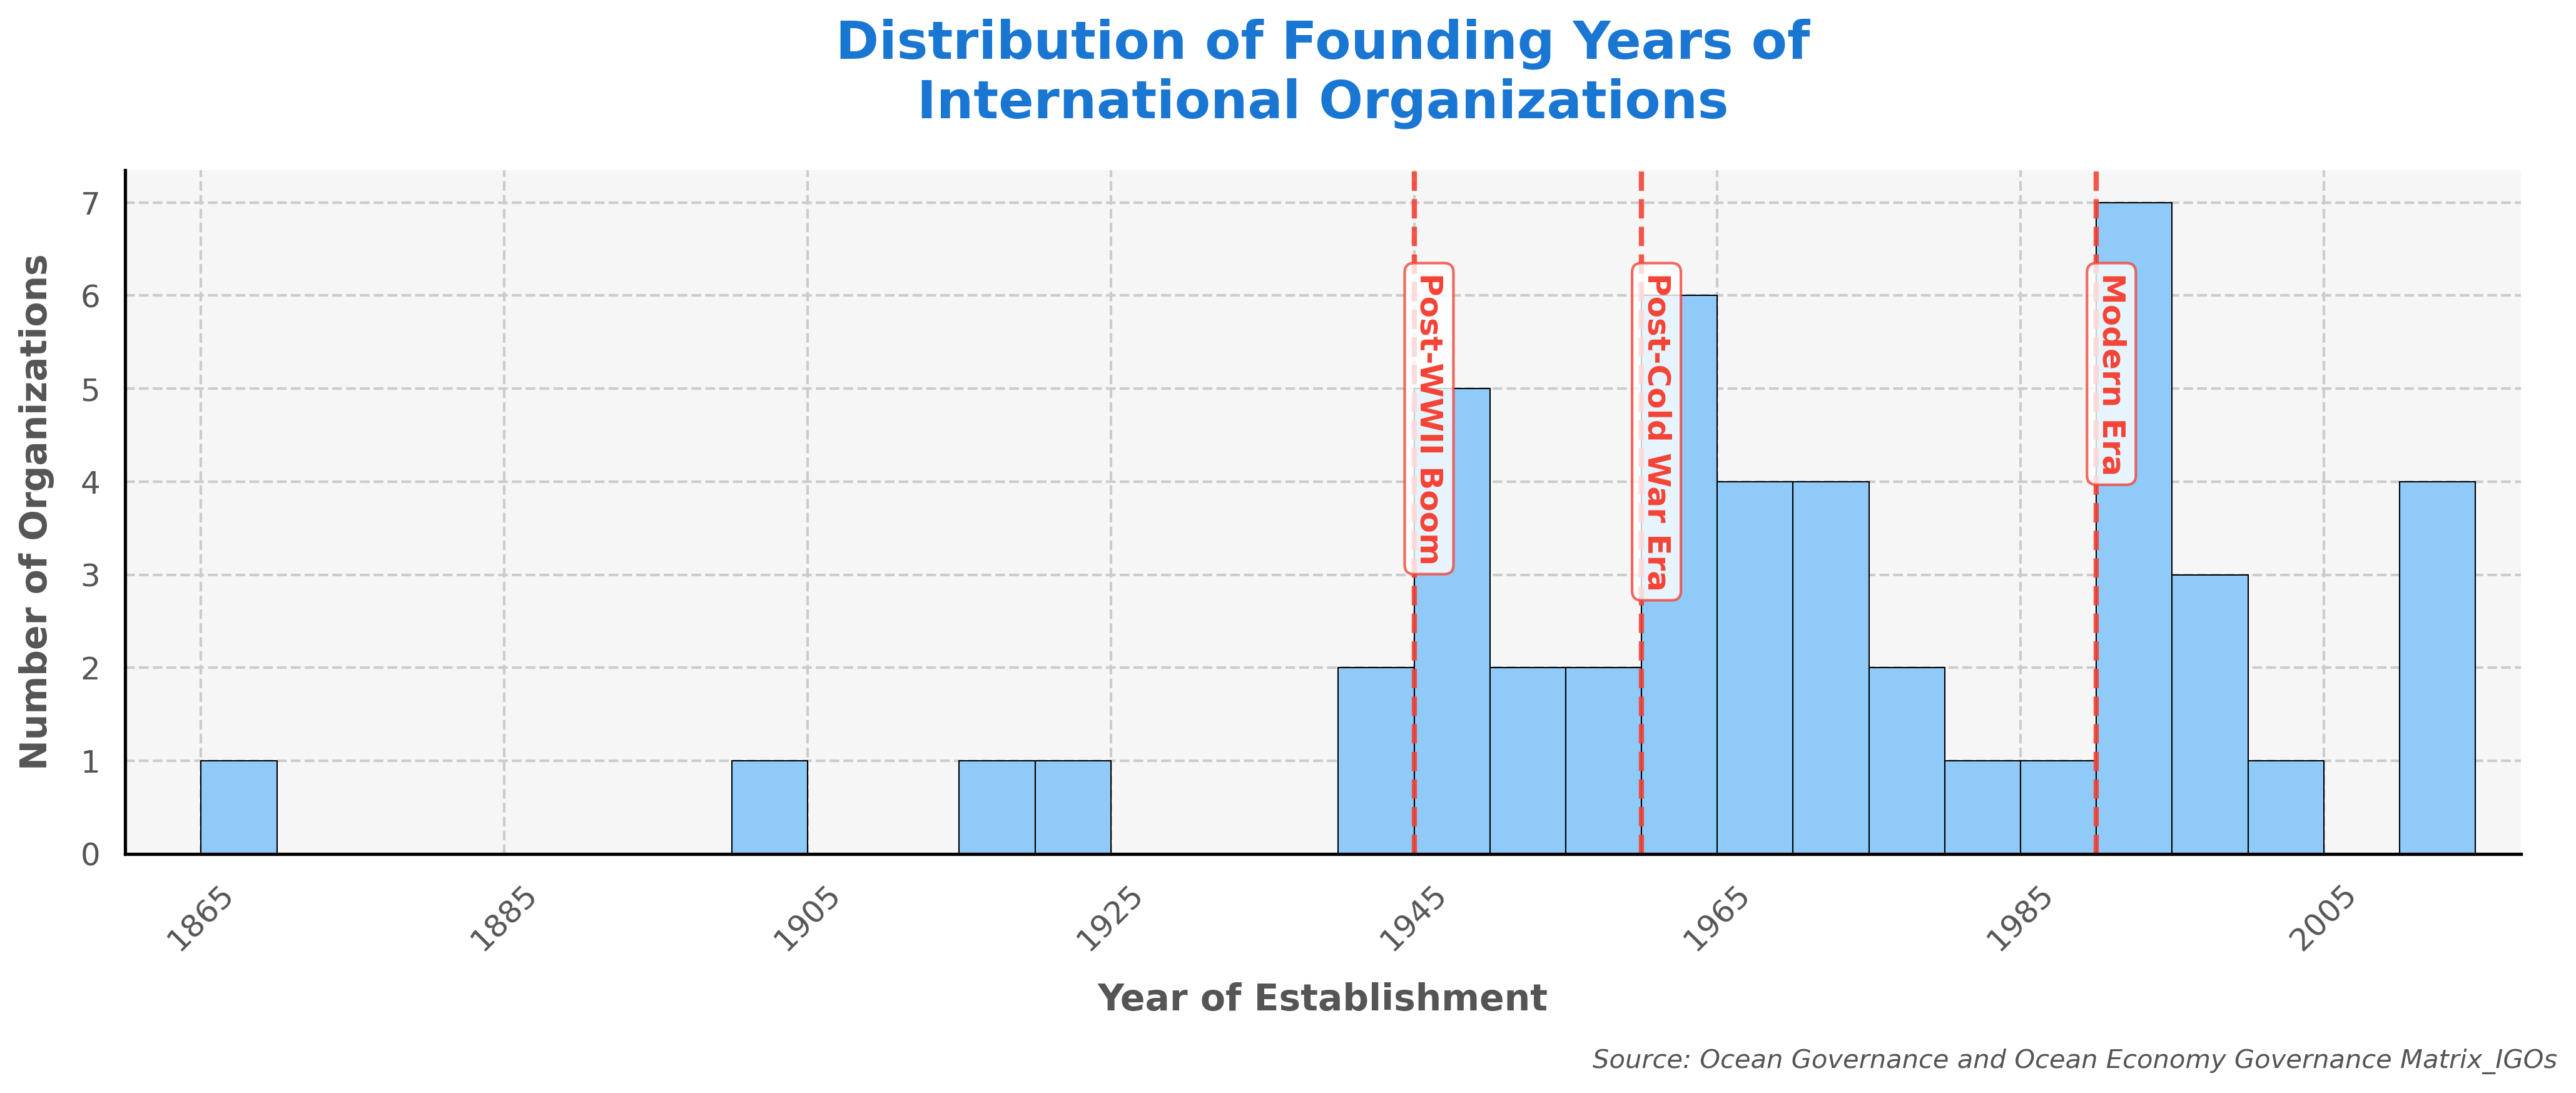 Distribution of Founding Years of
International Organizations
Number of Organizations
7
6
5
4
3
2
1
0
Post-WWII Boom
Post-Cold War Era
Modern Era
1865
1885
1905
1925
1945
1965
1985
2005
Year of Establishment
Source: Ocean Governance and Ocean Economy Governance Matrix_IGOs